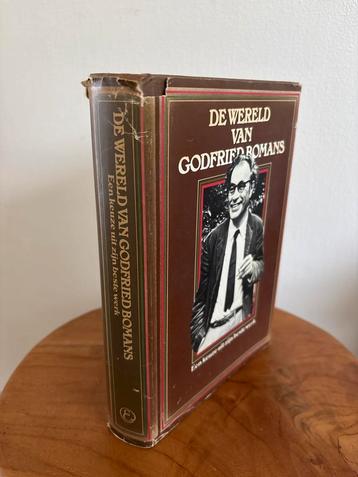 DE WERELD
VAN
GODFRIED BOMANS
Een keuze uit zijn beste werk
DE WERELD VAN GODFRIED BOMANS
Een keuze uit zijn beste werk